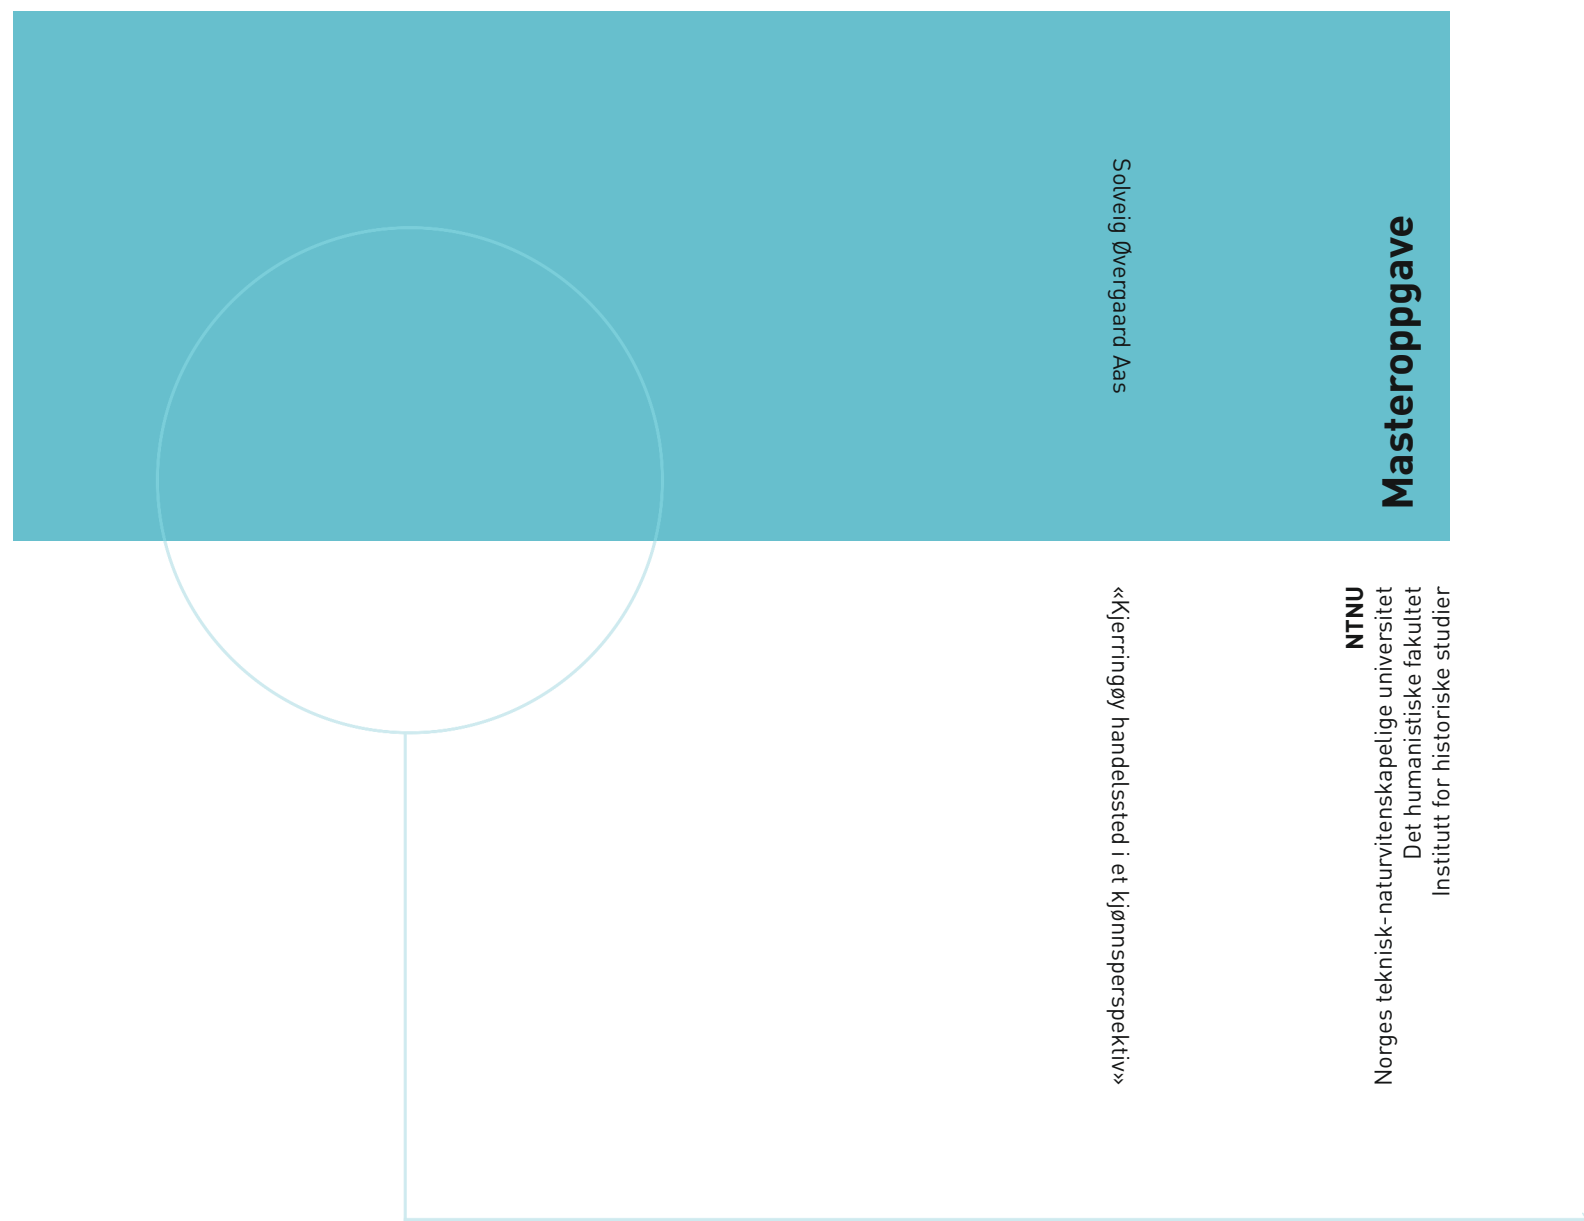 Solveig Øvergaard Aas
«Kjerringøy handelssted i et kjønnsperspektiv»
Masteroppgave
NTNU
Norges teknisk-naturvitenskapelige universitet
Det humanistiske fakultet
Institutt for historiske studier